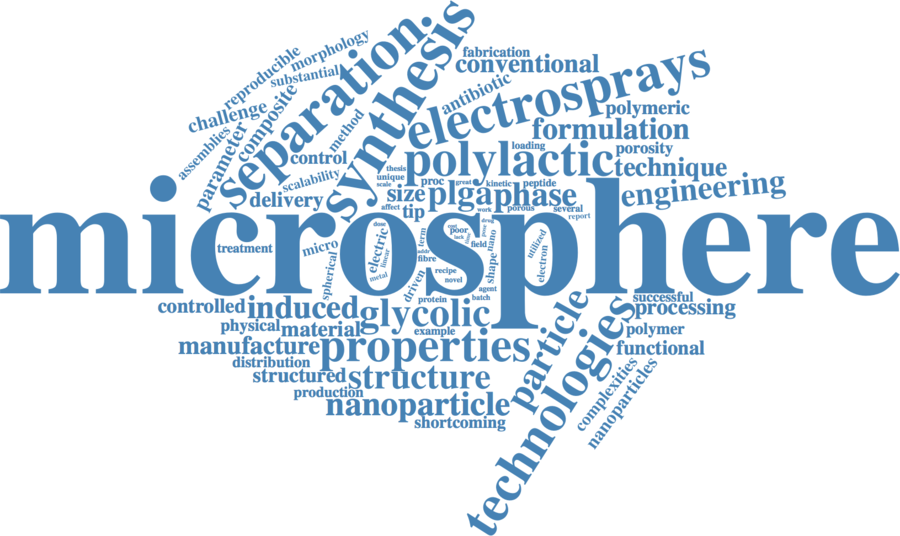 reproducible
morphology
substantial
challenge
composite
assemblies
parameter
separation
synthesis
method
control
scalability
delivery
fabrication
conventional
antibiotic
electrosprays
polymeric
formulation
loading
porosity
polylactic
technique
thesis
unique
scale
proc
great
kinetic
peptide
size
plga
phase
engineering
affect
tip
work
porous
several
report
microsphere
treatment
micro
spherical
electric
linear
metal
dose
term
fibre
driven
poor
lack
drug
field
nano
shape
recipe
novel
agent
batch
protein
utilized
electron
controlled
induced
glycolic
example
physical
material
manufacture
properties
distribution
structured
structure
production
nanoparticle
shortcoming
particle
technologies
successful
processing
polymer
functional
complexities
nanoparticles